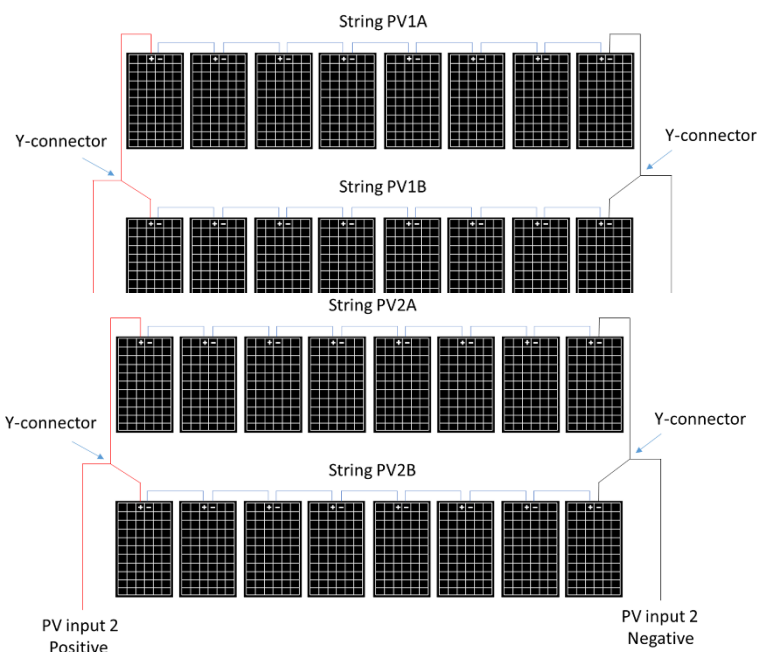 String PV1A
+ - + - + - + - + - + - + - + -
Y-connector
Y-connector
String PV1B
+ - + - + - + - + - + - + - + -
String PV2A
+ - + - + - + - + - + - + - + -
Y-connector
Y-connector
String PV2B
+ - + - + - + - + - + - + - + -
PV input 2
Positive
PV input 2
Negative